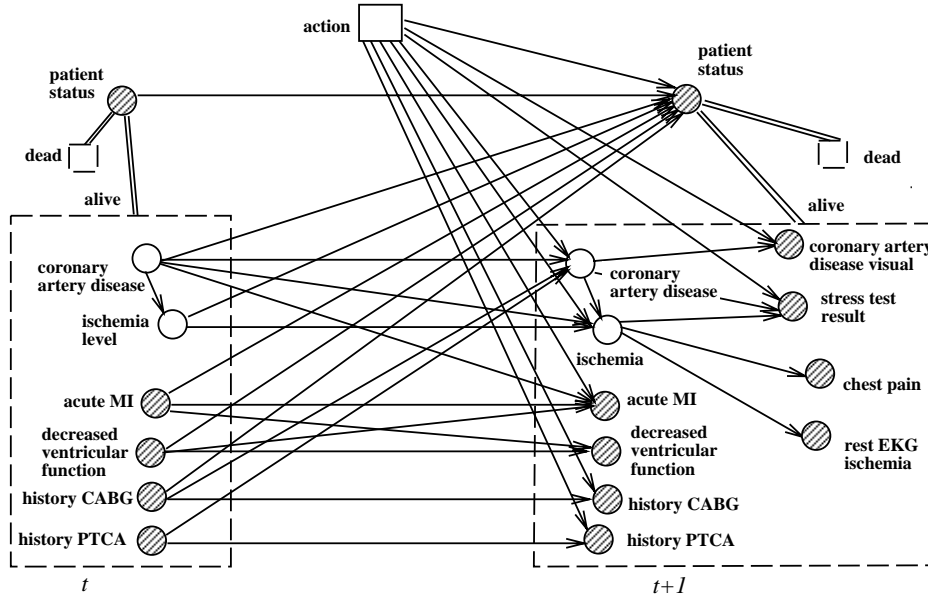 action
patient
status
dead
alive
patient
status
dead
alive
coronary
artery disease
ischemia
level
acute MI
decreased
ventricular
function
history CABG
history PTCA
t
coronary
artery disease
ischemia
acute MI
decreased
ventricular
function
history CABG
history PTCA
coronary artery
disease visual
stress test
result
chest pain
rest EKG
ischemia
t+1